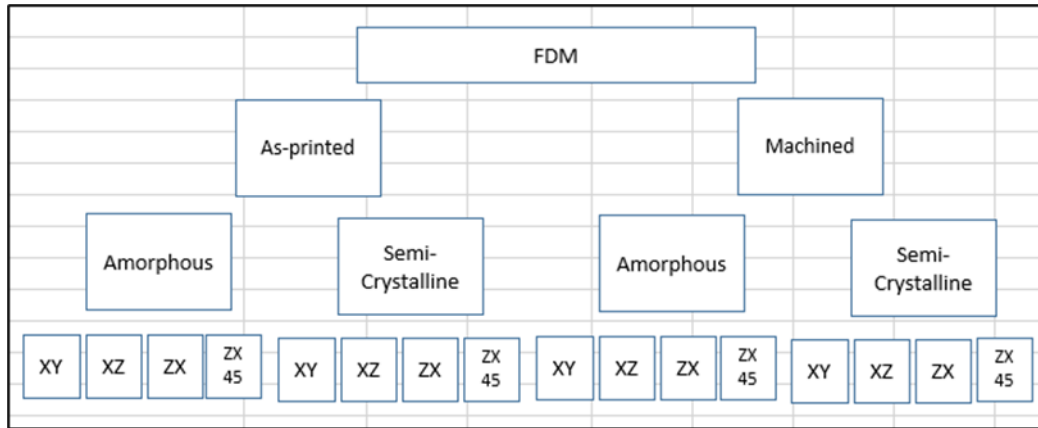 FDM
As-printed
Machined
Amorphous
Semi-
Crystalline
Amorphous
Semi-
Crystalline
XY
XZ
ZX
ZX
45
XY
XZ
ZX
ZX
45
XY
XZ
ZX
ZX
45
XY
XZ
ZX
ZX
45